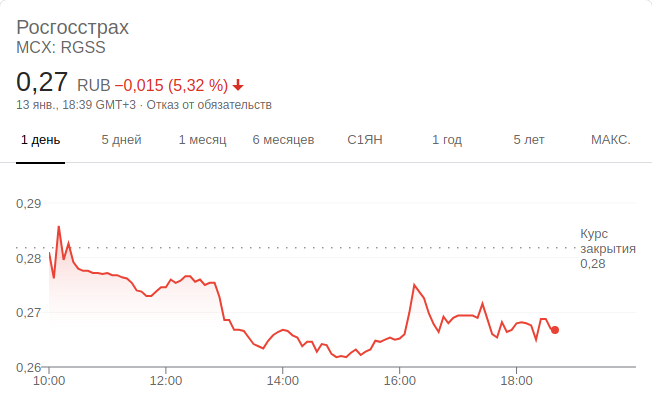 Росгосстрах
MCX: RGSS
0,27 RUB −0,015 (5,32 %)
13 янв., 18:39 GMT+3 · Отказ от обязательств
1 день 5 дней 1 месяц 6 месяцев С1ЯН 1 год 5 лет МАКС.
0,29
Курс
закрытия
0,28
0,28
0,27
0,26
10:00 12:00 14:00 16:00 18:00